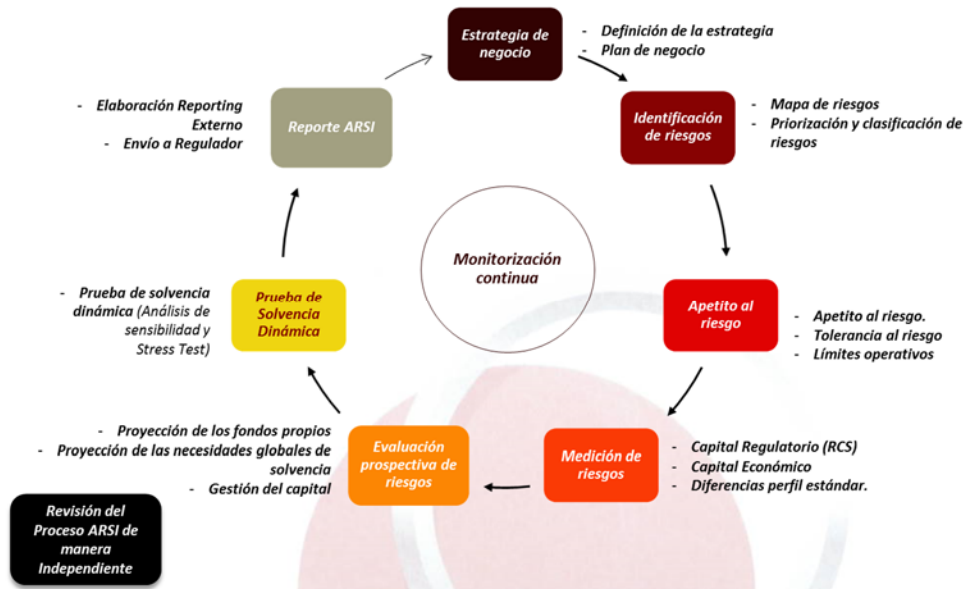 Estrategia de
negocio
- Definición de la estrategia
- Plan de negocio
Identificación
de riesgos
- Mapa de riesgos
- Priorización y clasificación de
riesgos
Apetito al
riesgo
- Apetito al riesgo.
- Tolerancia al riesgo
- Límites operativos
Medición de
riesgos
- Capital Regulatorio (RCS)
- Capital Económico
- Diferencias perfil estándar.
Evaluación
prospectiva de
riesgos
- Proyección de los fondos propios
- Proyección de las necesidades globales de
solvencia
- Gestión del capital
Prueba de
Solvencia
Dinámica
- Prueba de solvencia
dinámica (Análisis de
sensibilidad y
Stress Test)
Reporte ARSI
- Elaboración Reporting
Externo
- Envío a Regulador
Monitorización
continua
Revisión del
Proceso ARSI de
manera
Independiente